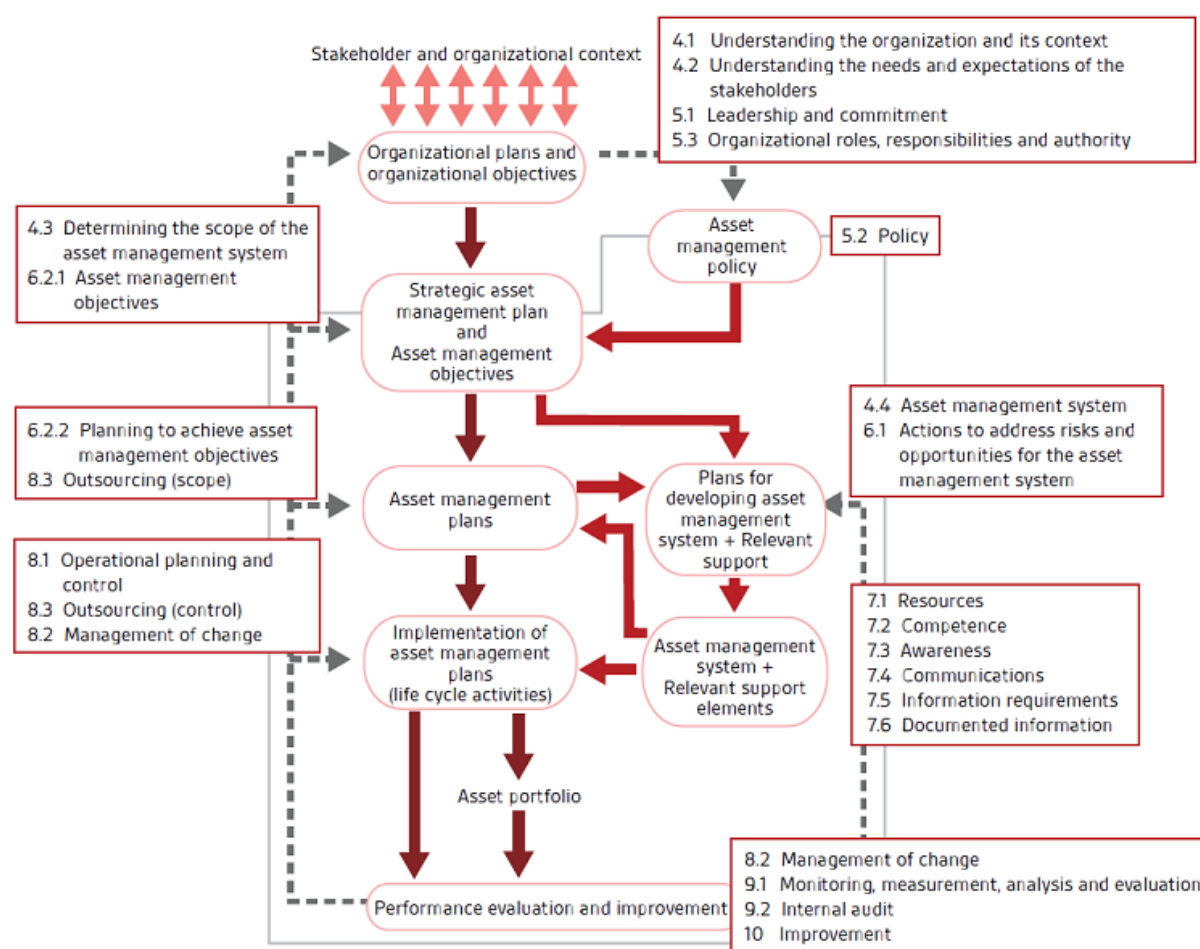 Stakeholder and organizational context
4.1 Understanding the organization and its context
4.2 Understanding the needs and expectations of the
stakeholders
5.1 Leadership and commitment
5.3 Organizational roles, responsibilities and authority
Organizational plans and
organizational objectives
4.3 Determining the scope of the
asset management system
6.2.1 Asset management
objectives
Asset
management
policy
5.2 Policy
Strategic asset
management plan
and
Asset management
objectives
4.4 Asset management system
6.1 Actions to address risks and
opportunities for the asset
management system
6.2.2 Planning to achieve asset
management objectives
8.3 Outsourcing (scope)
Asset management
plans
Plans for
developing asset
management
system + Relevant
support
8.1 Operational planning and
control
8.3 Outsourcing (control)
8.2 Management of change
7.1 Resources
7.2 Competence
7.3 Awareness
7.4 Communications
7.5 Information requirements
7.6 Documented information
Implementation of
asset management
plans
(life cycle activities)
Asset management
system +
Relevant support
elements
Asset portfolio
Performance evaluation and improvement
8.2 Management of change
9.1 Monitoring, measurement, analysis and evaluation
9.2 Internal audit
10 Improvement